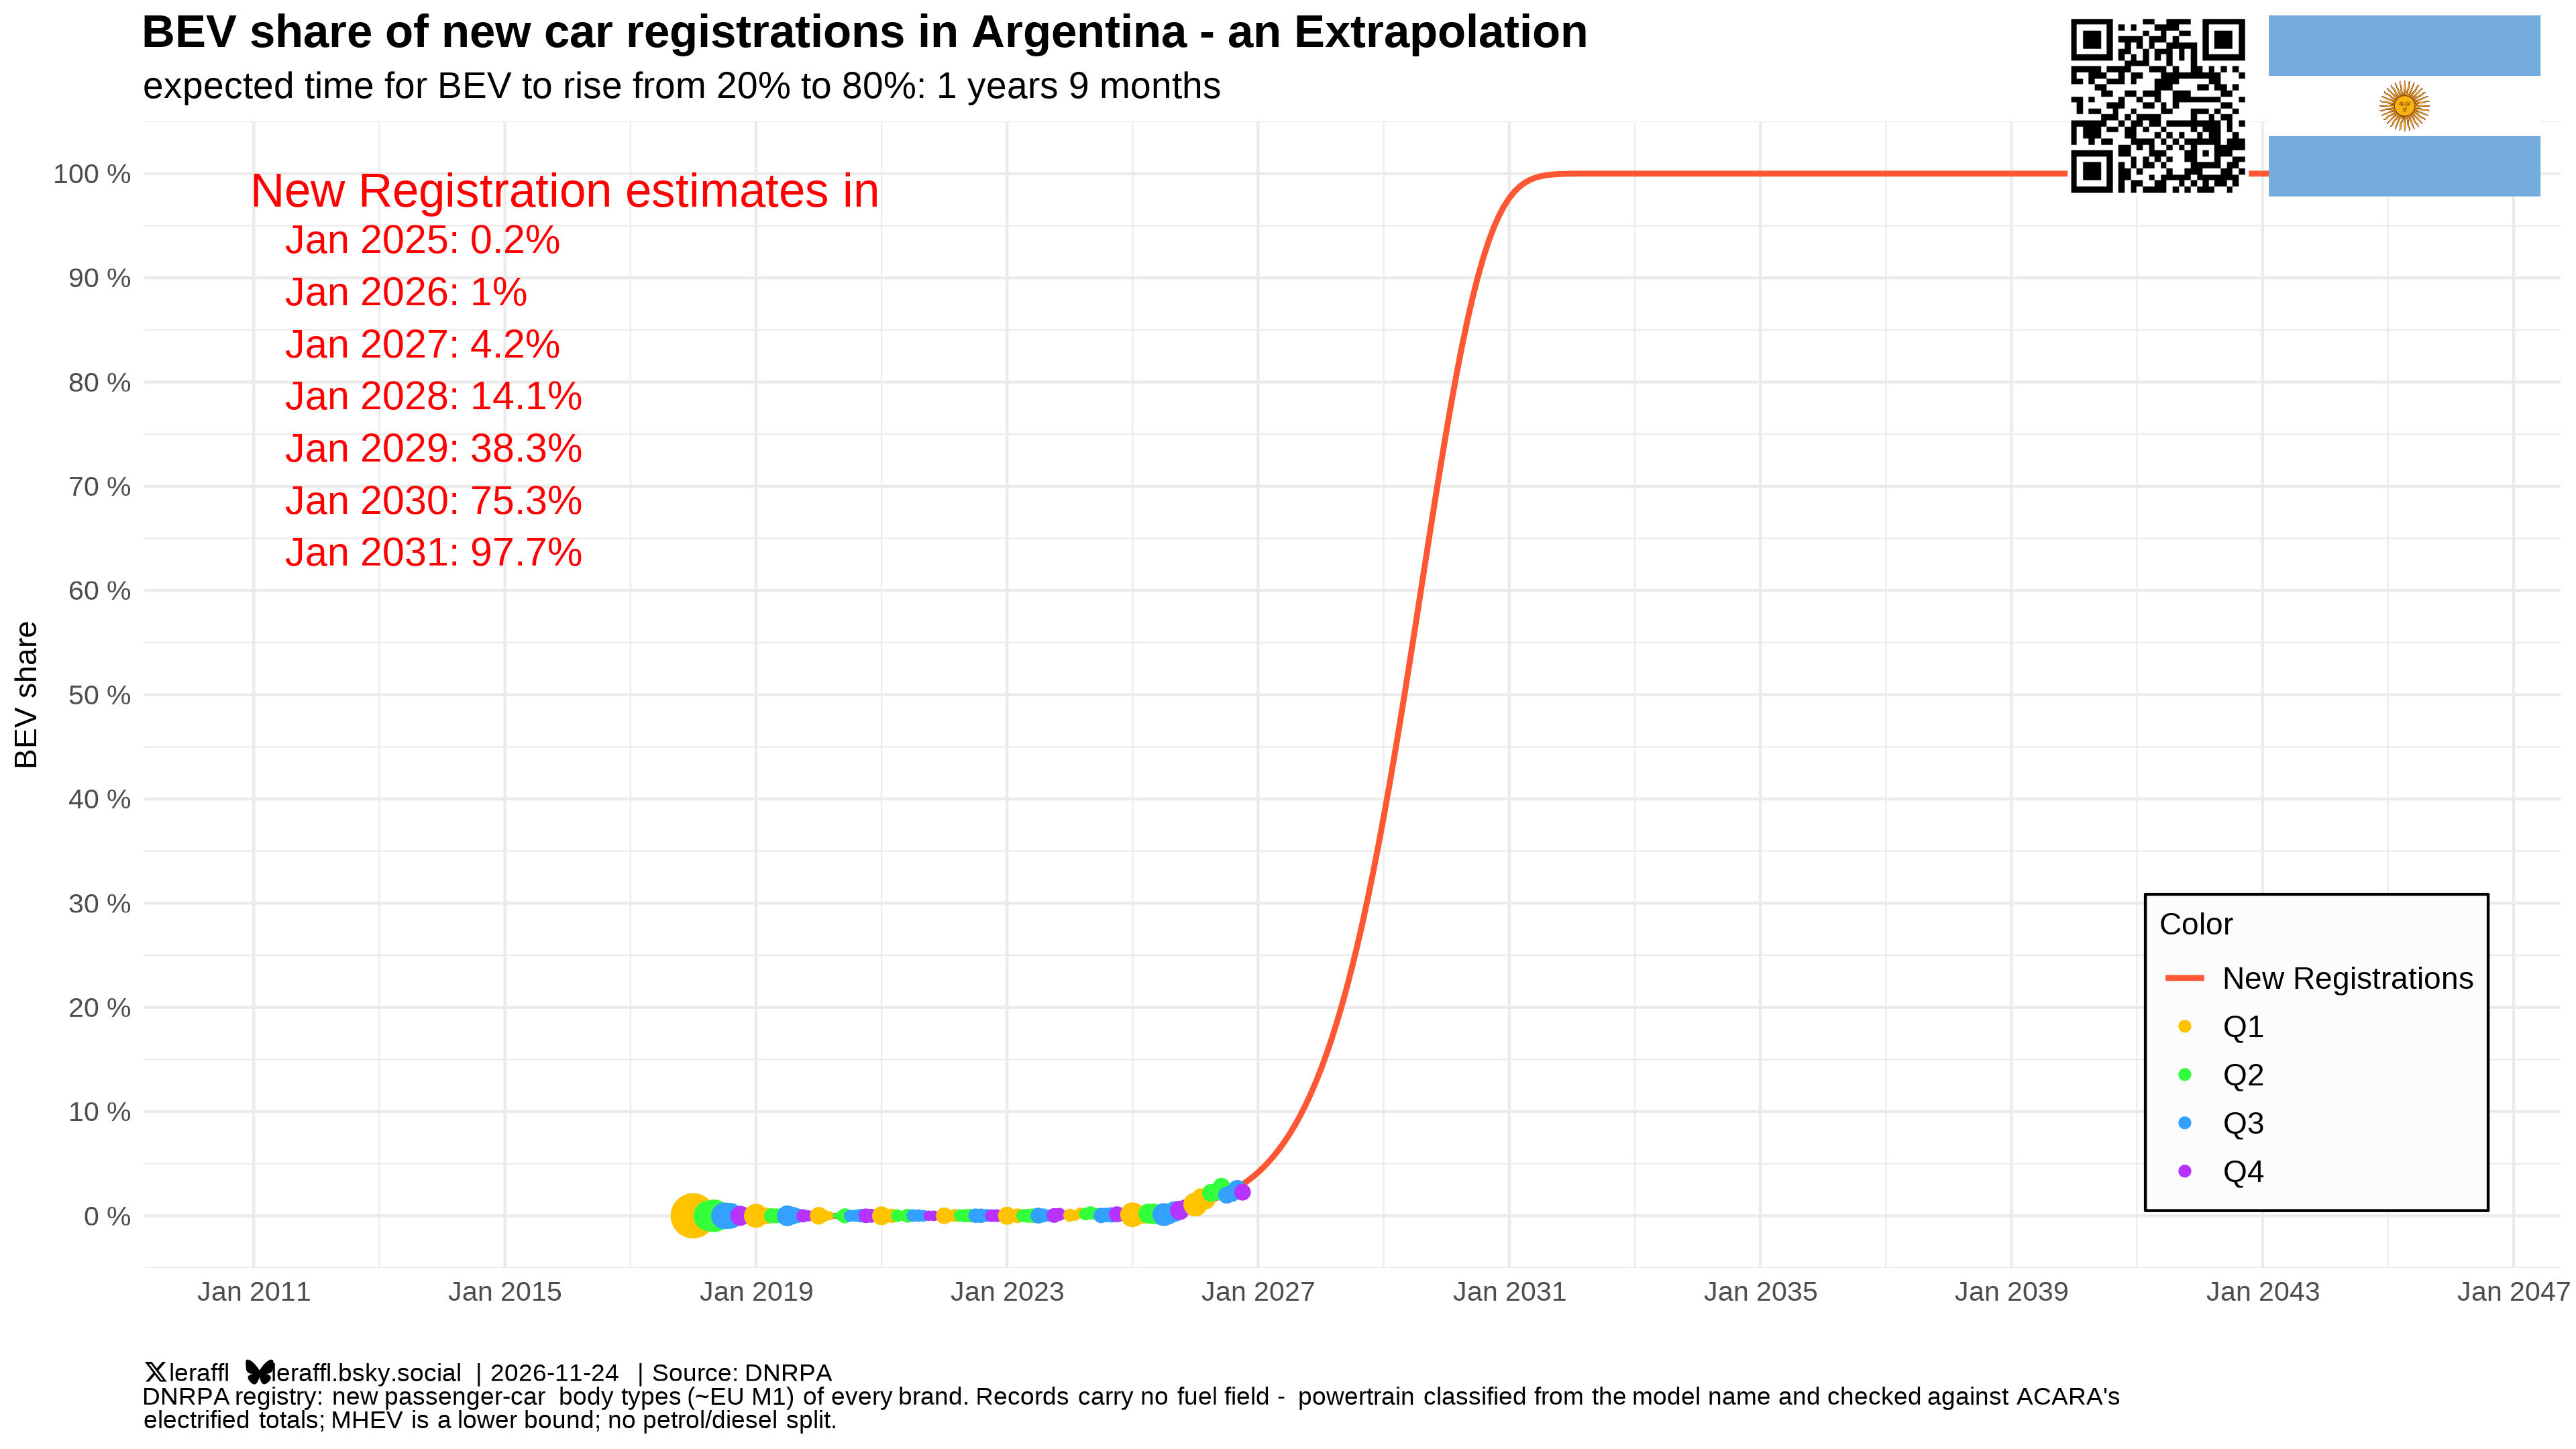 BEV share of new car registrations in Argentina - an Extrapolation
expected time for BEV to rise from 20% to 80%: 1 years 9 months
New Registration estimates in
Jan 2025: 0.2%
Jan 2026: 1%
Jan 2027: 4.2%
Jan 2028: 14.1%
Jan 2029: 38.3%
Jan 2030: 75.3%
Jan 2031: 97.7%
BEV share
100 %
90 %
80 %
70 %
60 %
50 %
40 %
30 %
20 %
10 %
0 %
Jan 2011 Jan 2015 Jan 2019 Jan 2023 Jan 2027 Jan 2031 Jan 2035 Jan 2039 Jan 2043 Jan 2047
Color
New Registrations
Q1
Q2
Q3
Q4
leraffl leraffl.bsky.social | 2026-11-24 | Source: DNRPA
DNRPA registry: new passenger-car body types (~EU M1) of every brand. Records carry no fuel field - powertrain classified from the model name and checked against ACARA's
electrified totals; MHEV is a lower bound; no petrol/diesel split.